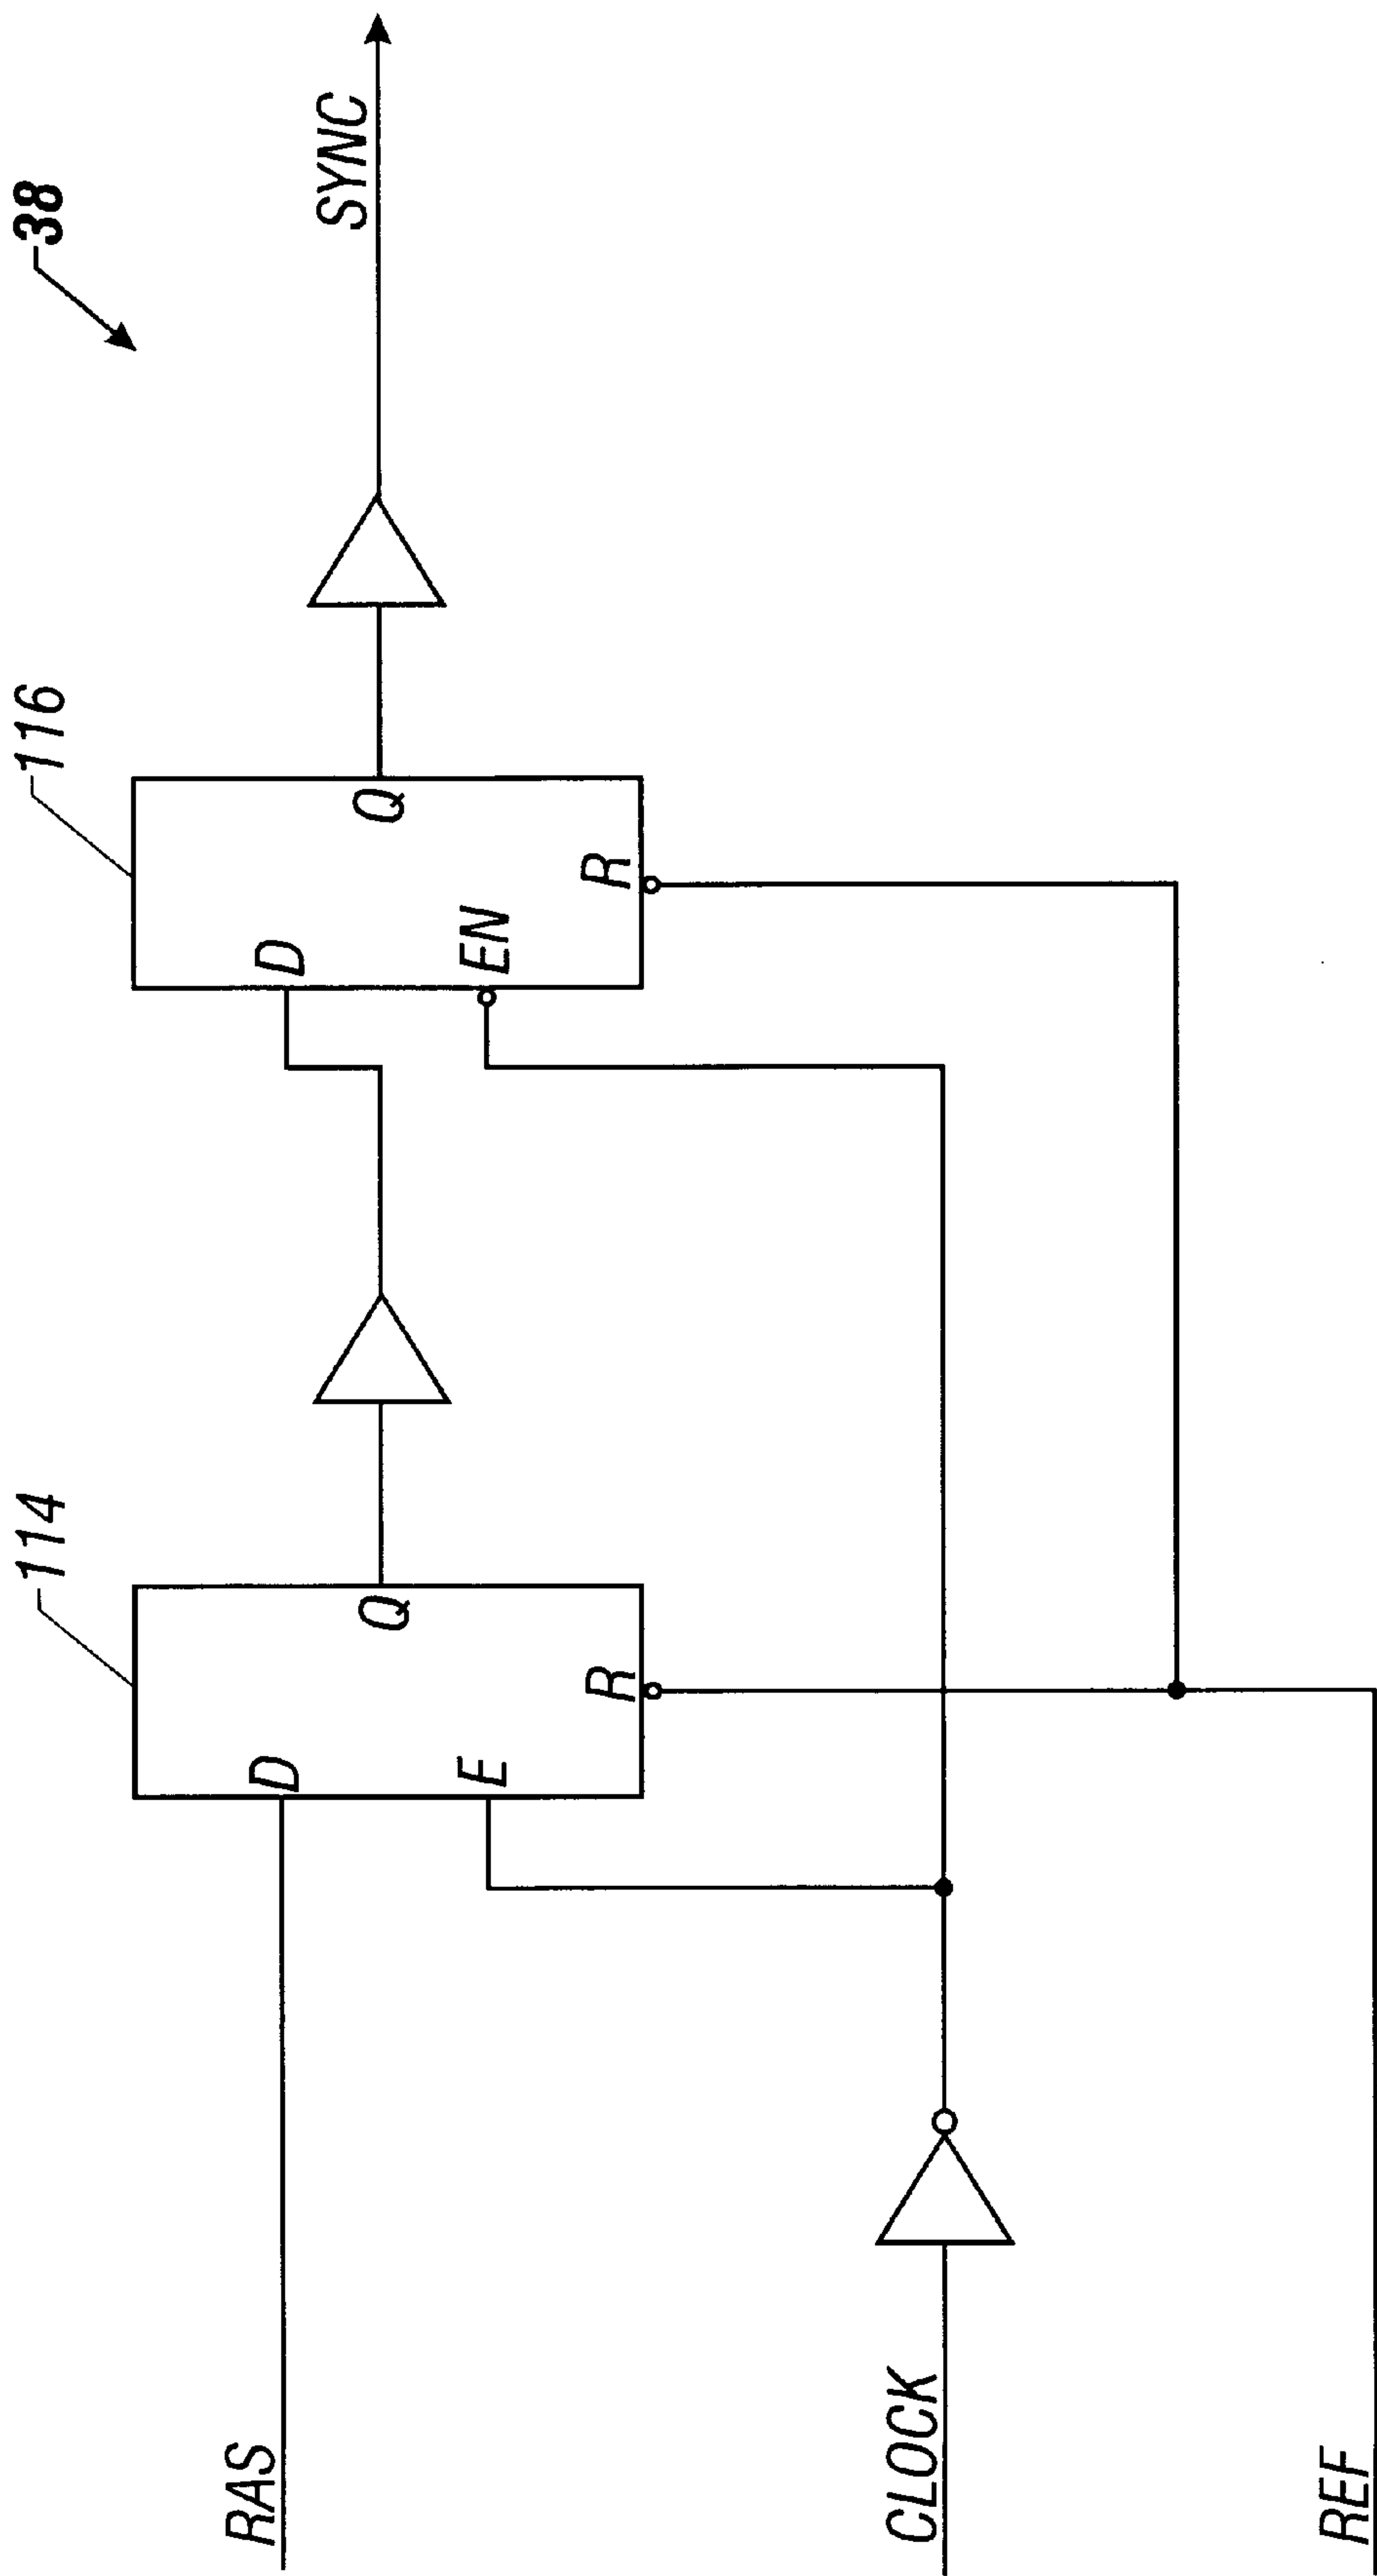 38
114
116
SYNC
D
Q
E
R
D
Q
EN
R
RAS
CLOCK
REF